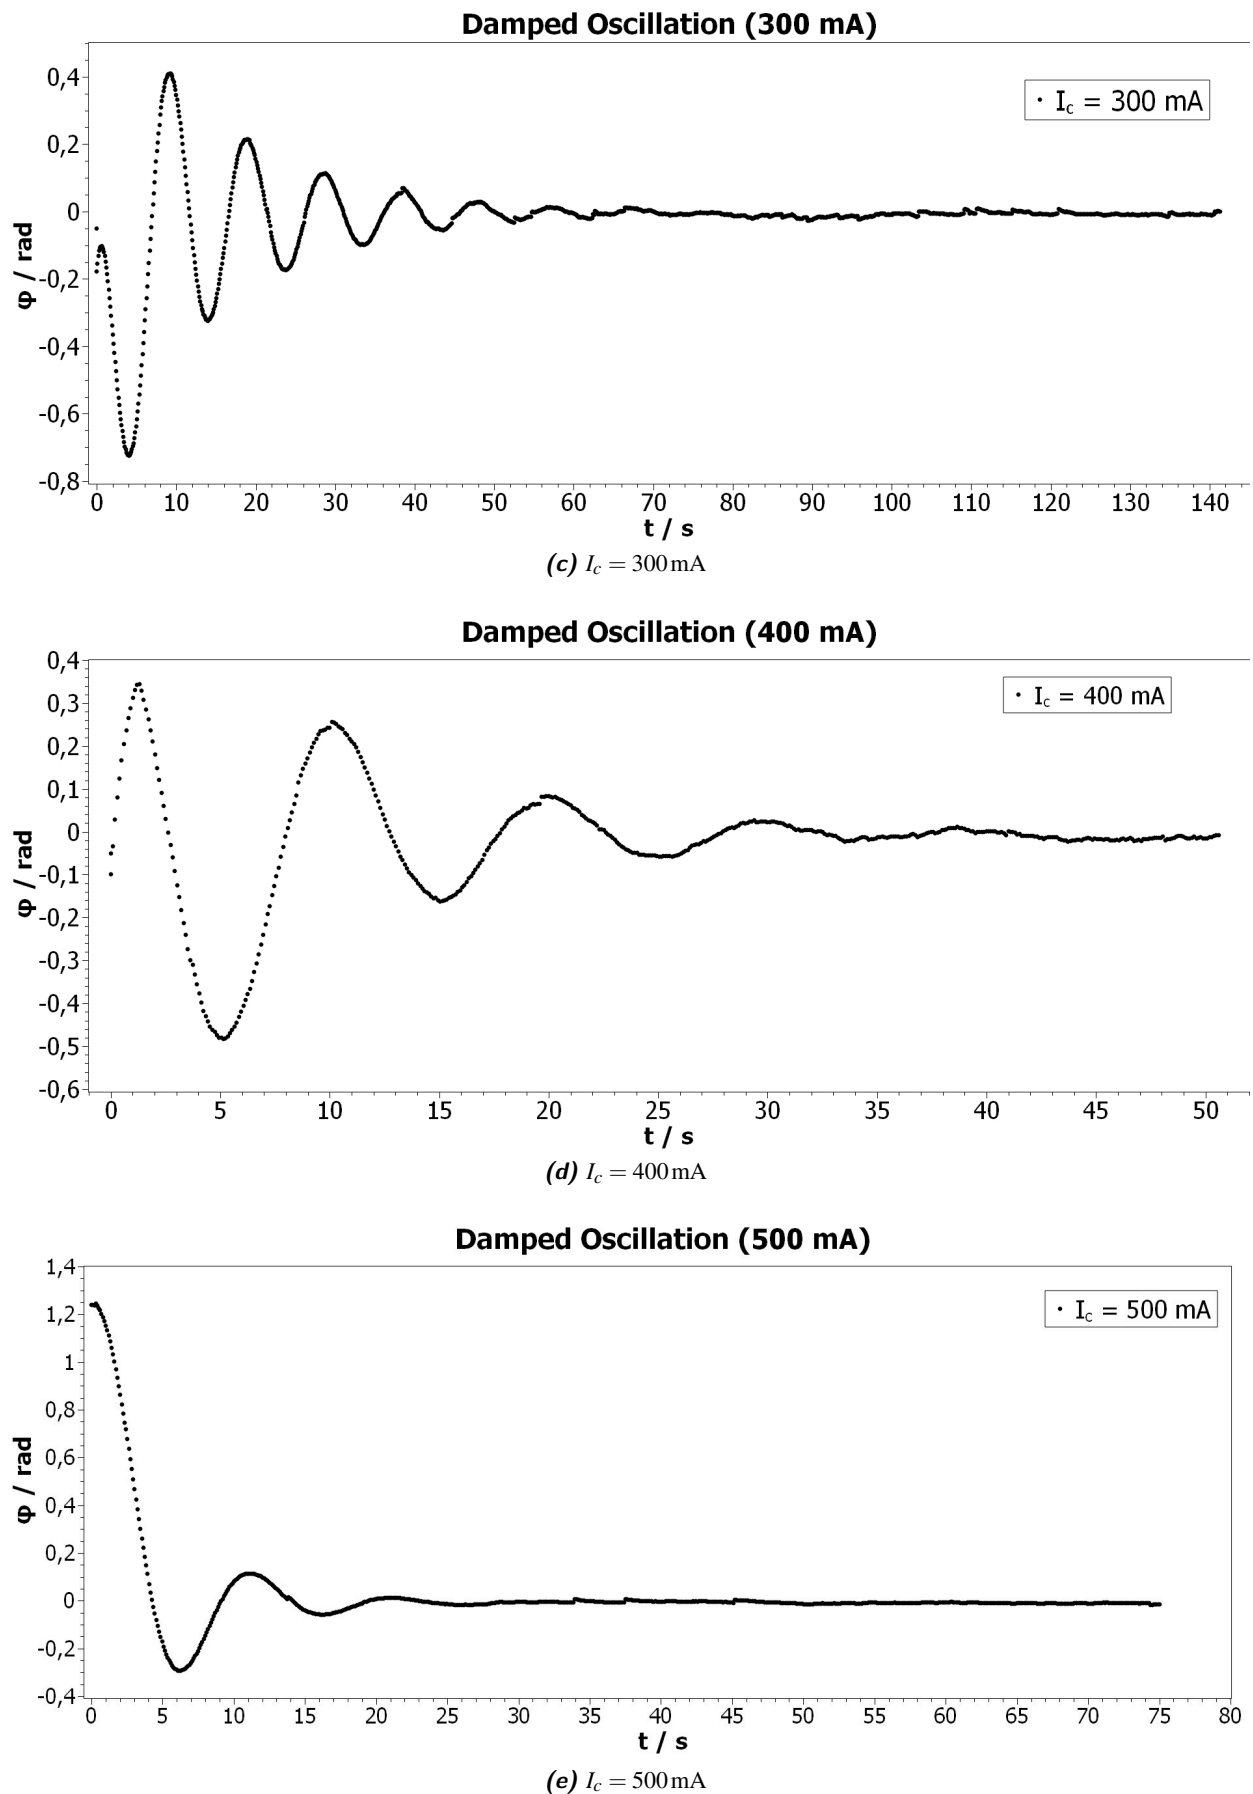 Damped Oscillation (300 mA)
I_c = 300 mA
φ / rad
0,4
0,2
0
-0,2
-0,4
-0,6
-0,8
0 10 20 30 40 50 60 70 80 90 100 110 120 130 140
t / s
(c) I_c = 300 mA
Damped Oscillation (400 mA)
I_c = 400 mA
φ / rad
0,4
0,3
0,2
0,1
0
-0,1
-0,2
-0,3
-0,4
-0,5
-0,6
0 5 10 15 20 25 30 35 40 45 50
t / s
(d) I_c = 400 mA
Damped Oscillation (500 mA)
I_c = 500 mA
φ / rad
1,4
1,2
1
0,8
0,6
0,4
0,2
0
-0,2
-0,4
0 5 10 15 20 25 30 35 40 45 50 55 60 65 70 75 80
t / s
(e) I_c = 500 mA